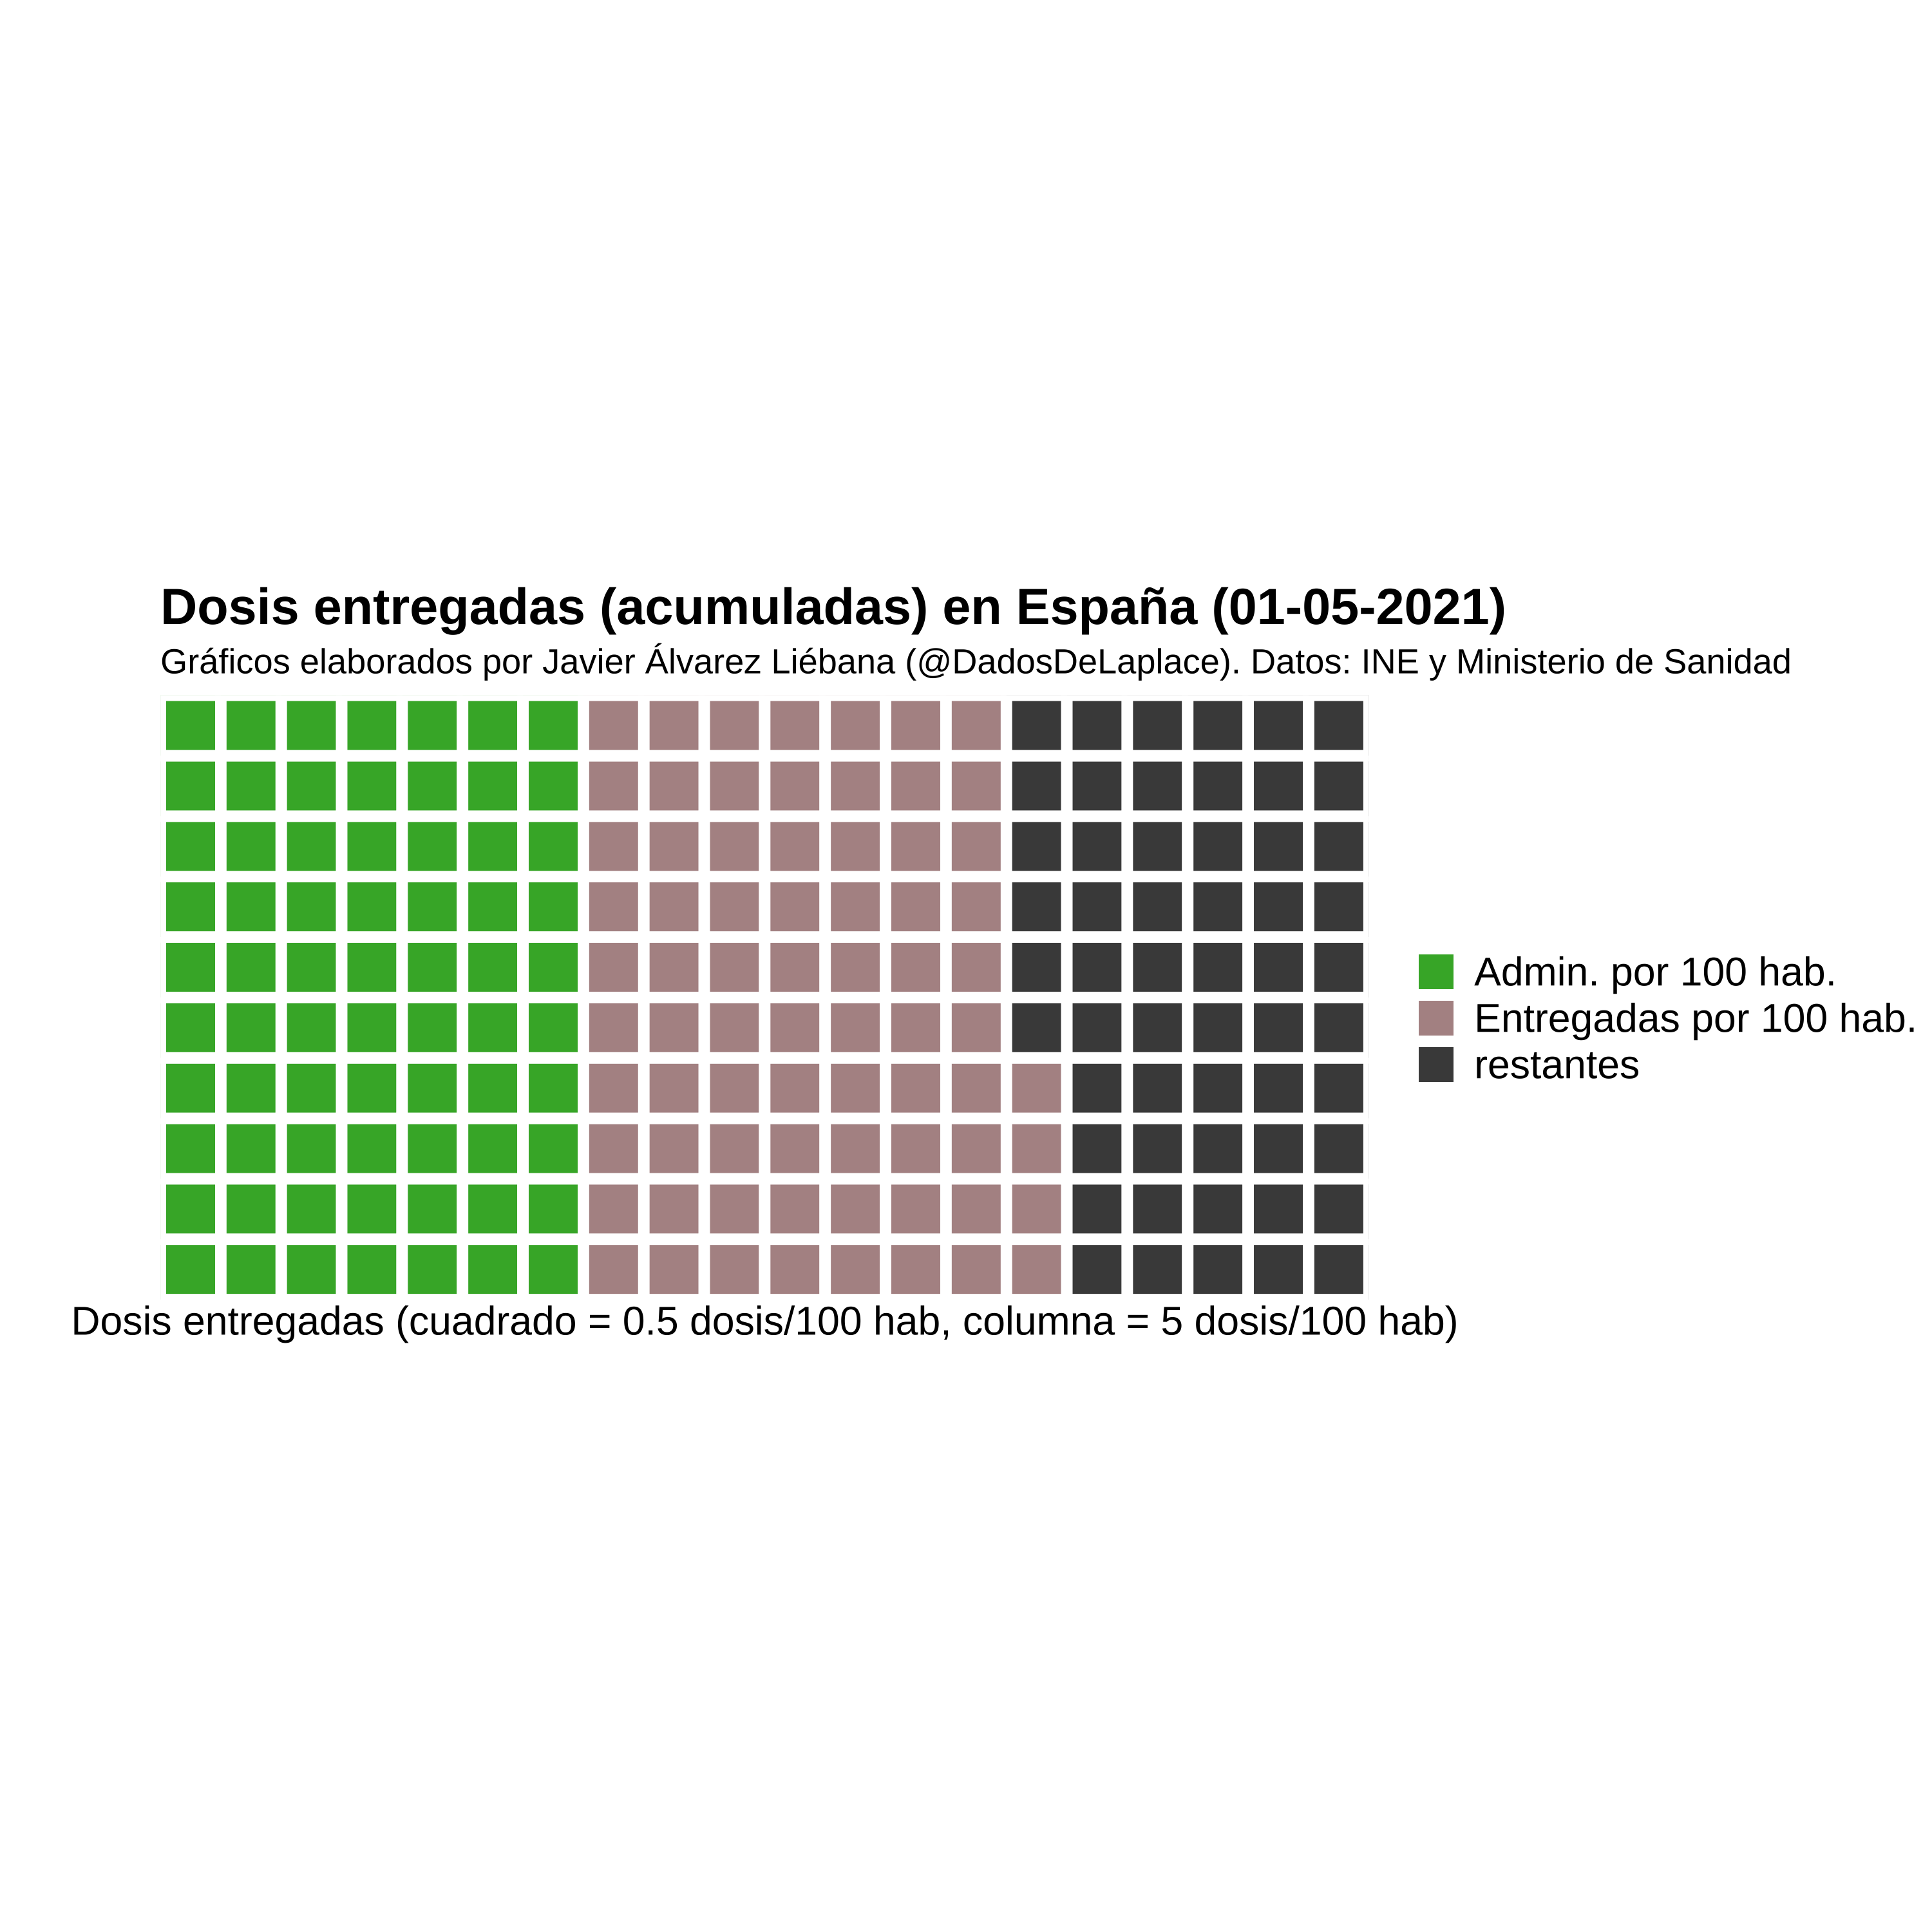 Dosis entregadas (acumuladas) en España (01-05-2021)
Gráficos elaborados por Javier Álvarez Liébana (@DadosDeLaplace). Datos: INE y Ministerio de Sanidad
Admin. por 100 hab.
Entregadas por 100 hab.
restantes
Dosis entregadas (cuadrado = 0.5 dosis/100 hab, columna = 5 dosis/100 hab)